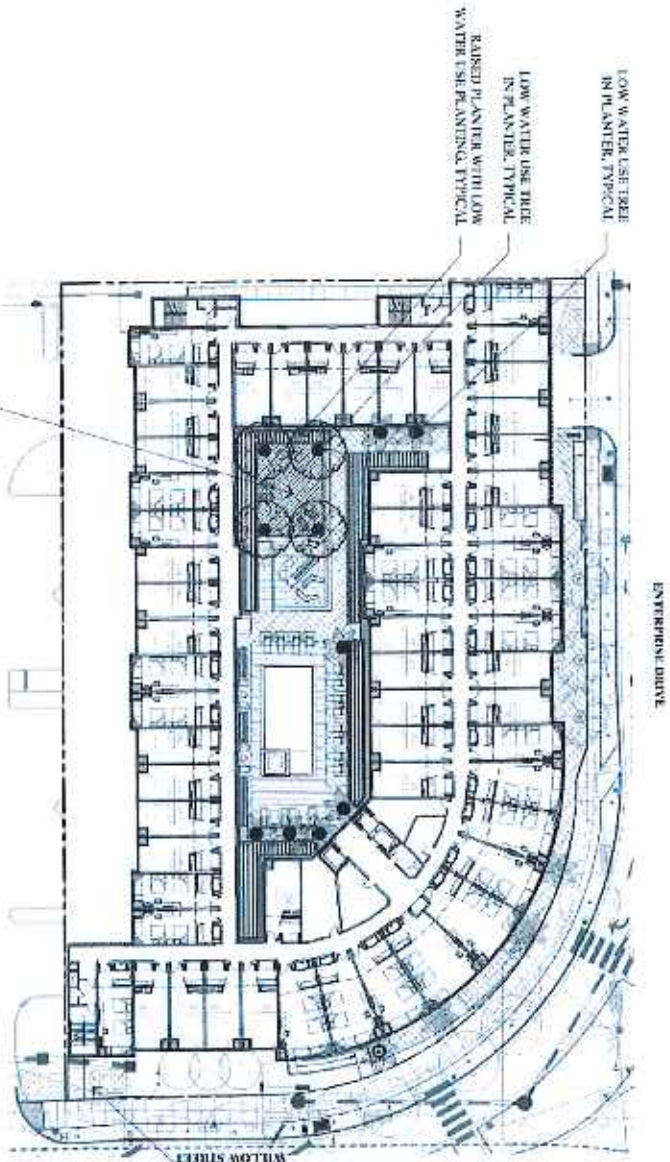 LOW WATER USE TREE
IN PLANTER, TYPICAL
LOW WATER USE TREE
IN PLANTER, TYPICAL
RAISED PLANTER WITH LOW
WATER USE PLANTING, TYPICAL
ENTERPRISE DRIVE
WILLOW STREET